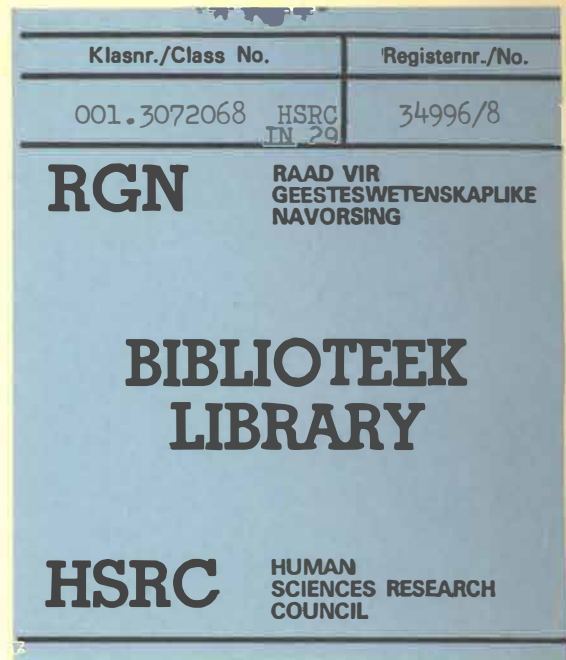 Klasnr./Class No. Registernr./No.
001.3072068 HSRC 34996/8
IN 29
RGN
RAAD VIR
GEESTESWETENSKAPLIKE
NAVORSING
BIBLIOTEEK
LIBRARY
HSRC
HUMAN
SCIENCES RESEARCH
COUNCIL